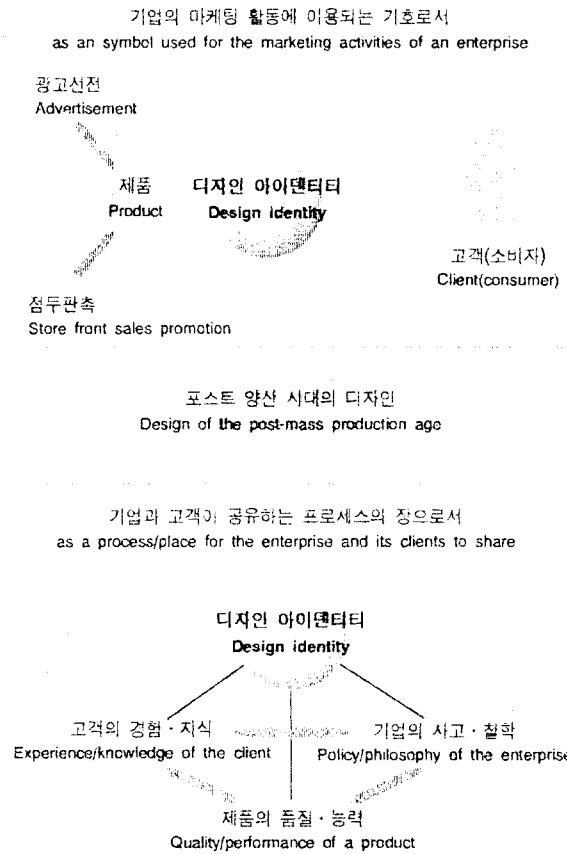 기업의 마케팅 활동에 이용되는 기호로서
as an symbol used for the marketing activities of an enterprise
광고선전
Advertisement
제품
Product
디자인 아이덴티티
Design identity
고객(소비자)
Client(consumer)
점두판촉
Store front sales promotion
포스트 양산 시대의 디자인
Design of the post-mass production age
기업과 고객이 공유하는 프로세스의 장으로서
as a process/place for the enterprise and its clients to share
디자인 아이덴티티
Design identity
고객의 경험·지식
Experience/knowledge of the client
기업의 사고·철학
Policy/philosophy of the enterprise
제품의 품질·능력
Quality/performance of a product